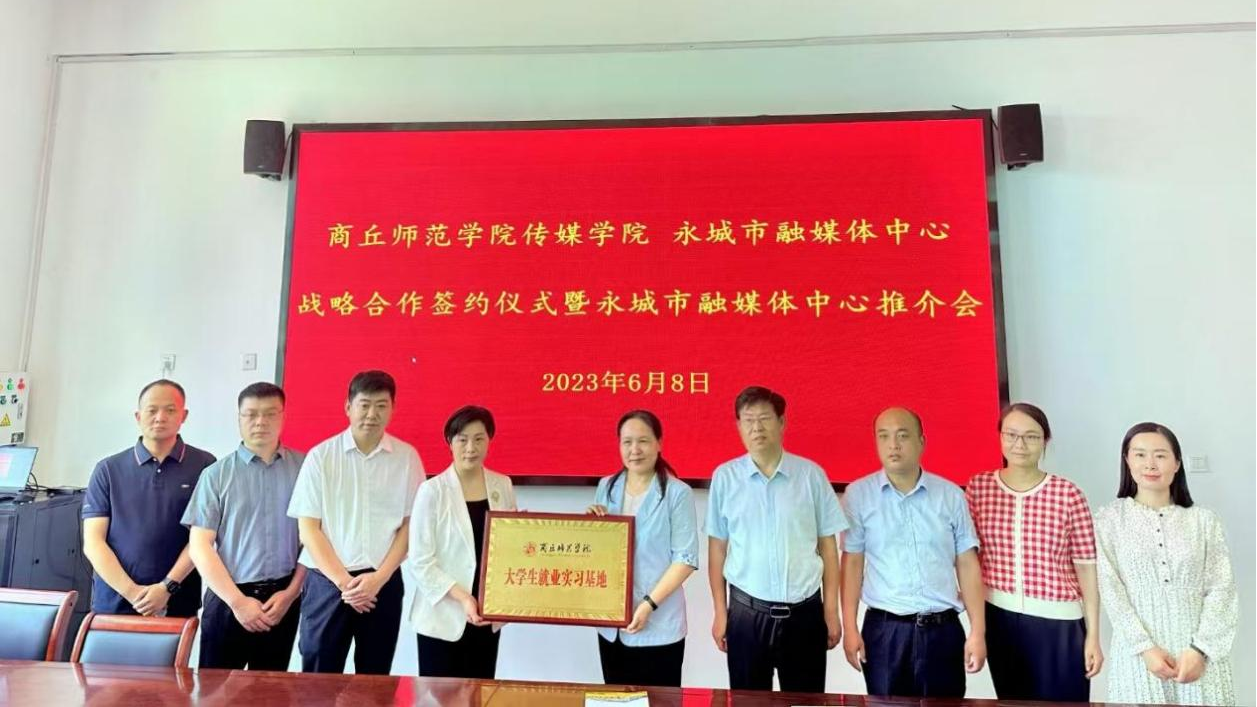 商丘师范学院传媒学院 永城市融媒体中心
战略合作签约仪式暨永城市融媒体中心推介会
2023年6月8日
商丘师范学院
大学生就业实习基地